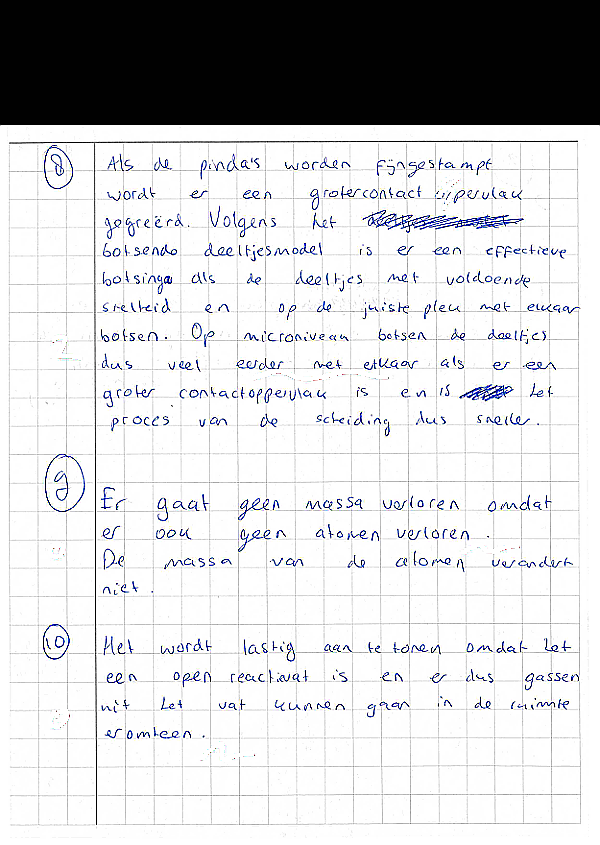 8 Als de pinda's worden fijngestampt
wordt er een groter contact oppervlak
gegreërd. Volgens het
botsende deeltjesmodel is er een effectieve
botsinga als de deeltjes met voldoende
snelheid en op de juiste plek met elkaar
botsen. Op microniveau botsen de deeltjes
dus veel eerder met elkaar als er een
groter contactoppervlak is en is het
proces van de scheiding dus sneller.
9 Er gaat geen massa verloren omdat
er ook geen atomen verloren.
De massa van de atomen verandert
niet.
10 Het wordt lastig aan te tonen omdat het
een open reactievat is en er dus gassen
uit het vat kunnen gaan in de ruimte
eromheen.